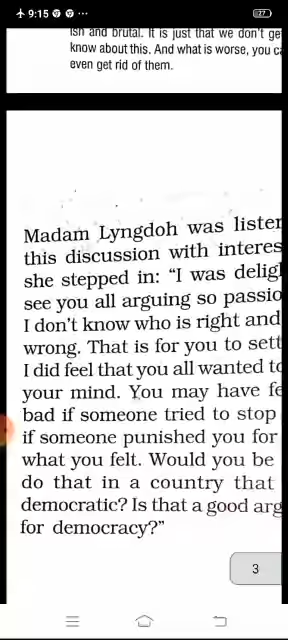 9:15
27
ish and brutal. It is just that we don't ge
know about this. And what is worse, you c
even get rid of them.
Madam Lyngdoh was lister
this discussion with interes
she stepped in: “I was delig
see you all arguing so passio
I don't know who is right and
wrong. That is for you to sett
I did feel that you all wanted to
your mind. You may have fe
bad if someone tried to stop
if someone punished you for
what you felt. Would you be
do that in a country that
democratic? Is that a good arg
for democracy?”
3